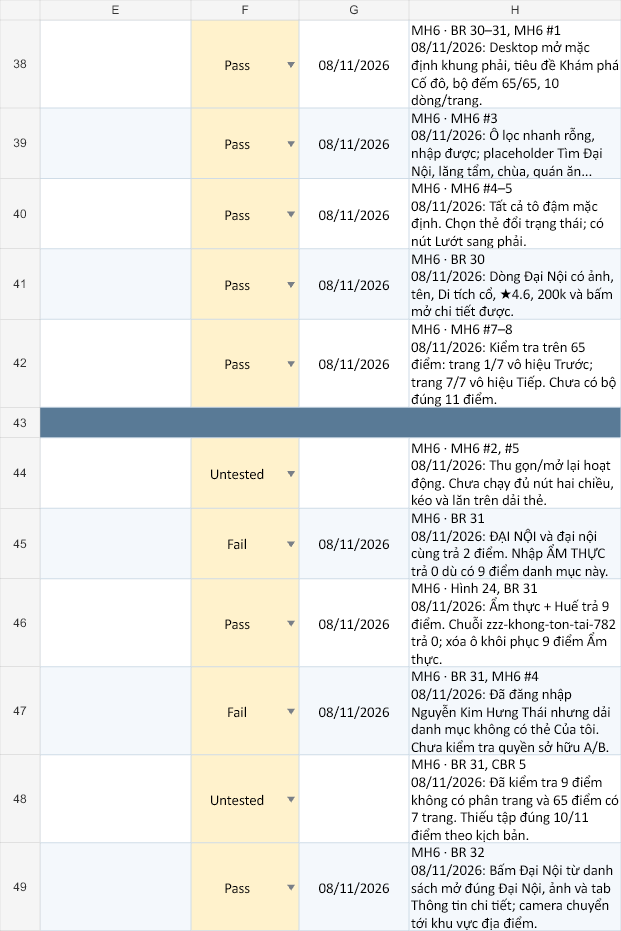 E F G H
38 Pass 08/11/2026 MH6 · BR 30–31, MH6 #1
08/11/2026: Desktop mở mặc
định khung phải, tiêu đề Khám phá
Cố đô, bộ đếm 65/65, 10
dòng/trang.
39 Pass 08/11/2026 MH6 · MH6 #3
08/11/2026: Ô lọc nhanh rỗng,
nhập được; placeholder Tìm Đại
Nội, lăng tẩm, chùa, quán ăn...
40 Pass 08/11/2026 MH6 · MH6 #4–5
08/11/2026: Tất cả tô đậm mặc
định. Chọn thẻ đổi trạng thái; có
nút Lướt sang phải.
41 Pass 08/11/2026 MH6 · BR 30
08/11/2026: Dòng Đại Nội có ảnh,
tên, Di tích cổ, ★4.6, 200k và bấm
mở chi tiết được.
42 Pass 08/11/2026 MH6 · MH6 #7–8
08/11/2026: Kiểm tra trên 65
điểm: trang 1/7 vô hiệu Trước;
trang 7/7 vô hiệu Tiếp. Chưa có bộ
đúng 11 điểm.
43
44 Untested MH6 · MH6 #2, #5
08/11/2026: Thu gọn/mở lại hoạt
động. Chưa chạy đủ nút hai chiều,
kéo và lăn trên dải thẻ.
45 Fail 08/11/2026 MH6 · BR 31
08/11/2026: ĐẠI NỘI và đại nội
cùng trả 2 điểm. Nhập ẨM THỰC
trả 0 dù có 9 điểm danh mục này.
46 Pass 08/11/2026 MH6 · Hình 24, BR 31
08/11/2026: Ẩm thực + Huế trả 9
điểm. Chuỗi zzz-khong-ton-tai-782
trả 0; xóa ô khôi phục 9 điểm Ẩm
thực.
47 Fail 08/11/2026 MH6 · BR 31, MH6 #4
08/11/2026: Đã đăng nhập
Nguyễn Kim Hưng Thái nhưng dải
danh mục không có thẻ Của tôi.
Chưa kiểm tra quyền sở hữu A/B.
48 Untested MH6 · BR 31, CBR 5
08/11/2026: Đã kiểm tra 9 điểm
không có phân trang và 65 điểm có
7 trang. Thiếu tập đúng 10/11
điểm theo kịch bản.
49 Pass 08/11/2026 MH6 · BR 32
08/11/2026: Bấm Đại Nội từ danh
sách mở đúng Đại Nội, ảnh và tab
Thông tin chi tiết; camera chuyển
tới khu vực địa điểm.